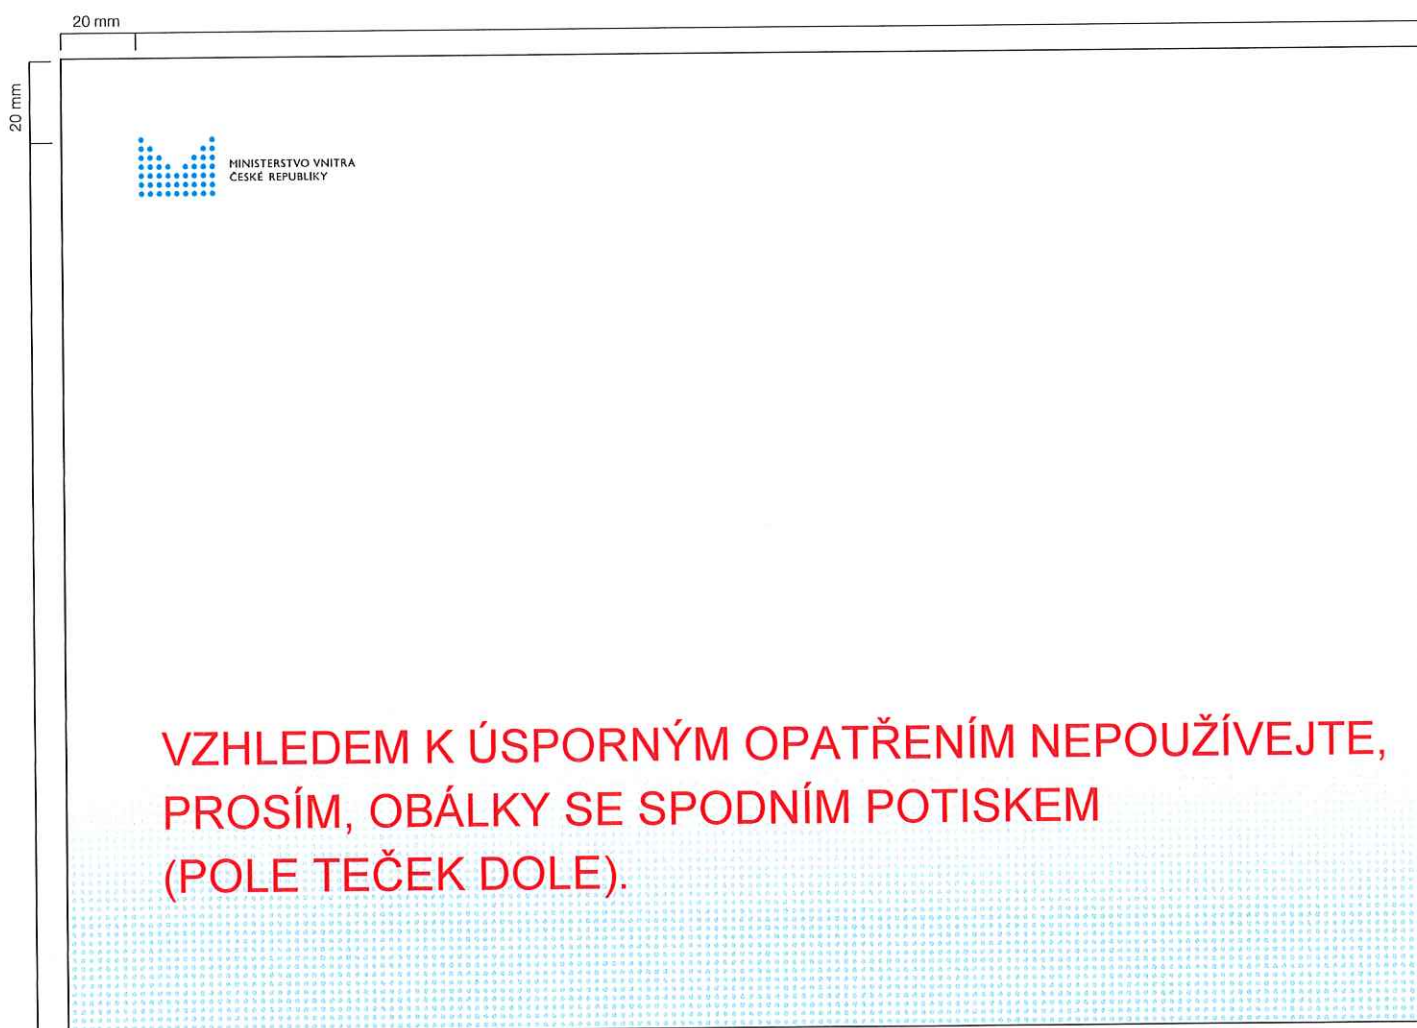 20 mm
20 mm
MINISTERSTVO VNITRA
ČESKÉ REPUBLIKY
VZHLEDEM K ÚSPORNÝM OPATŘENÍM NEPOUŽÍVEJTE,
PROSÍM, OBÁLKY SE SPODNÍM POTISKEM
(POLE TEČEK DOLE).